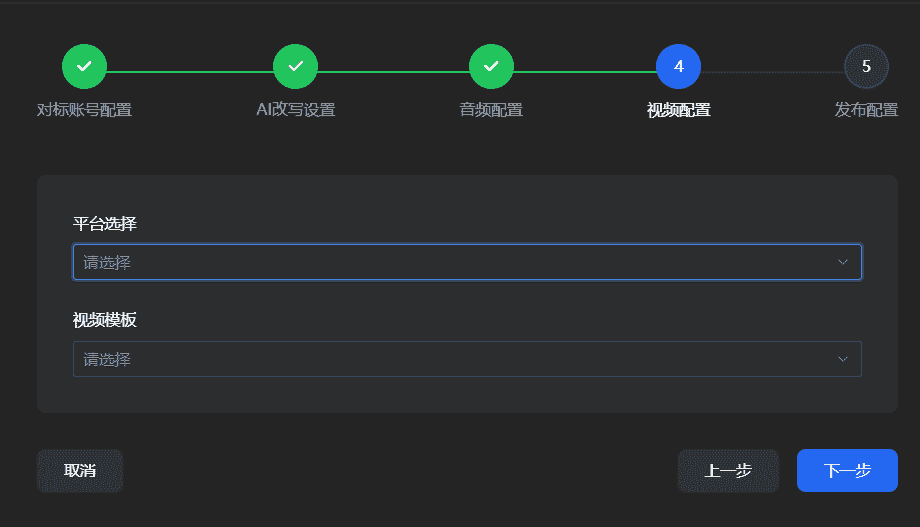 4
5
对标账号配置
AI改写设置
音频配置
视频配置
发布配置
平台选择
请选择
视频模板
请选择
取消
上一步
下一步